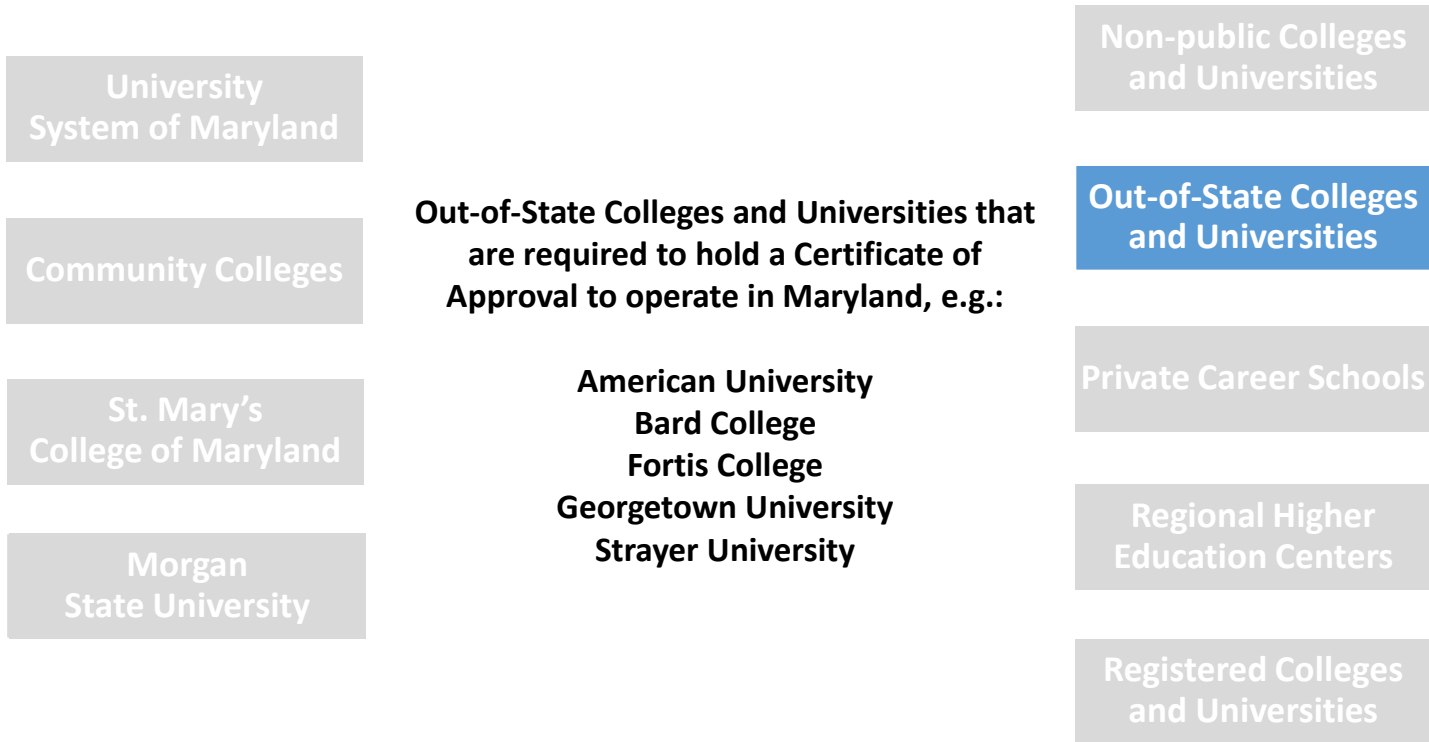 University
System of Maryland
Community Colleges
St. Mary’s
College of Maryland
Morgan
State University
Out-of-State Colleges and Universities that
are required to hold a Certificate of
Approval to operate in Maryland, e.g.:
American University
Bard College
Fortis College
Georgetown University
Strayer University
Non-public Colleges
and Universities
Out-of-State Colleges
and Universities
Private Career Schools
Regional Higher
Education Centers
Registered Colleges
and Universities